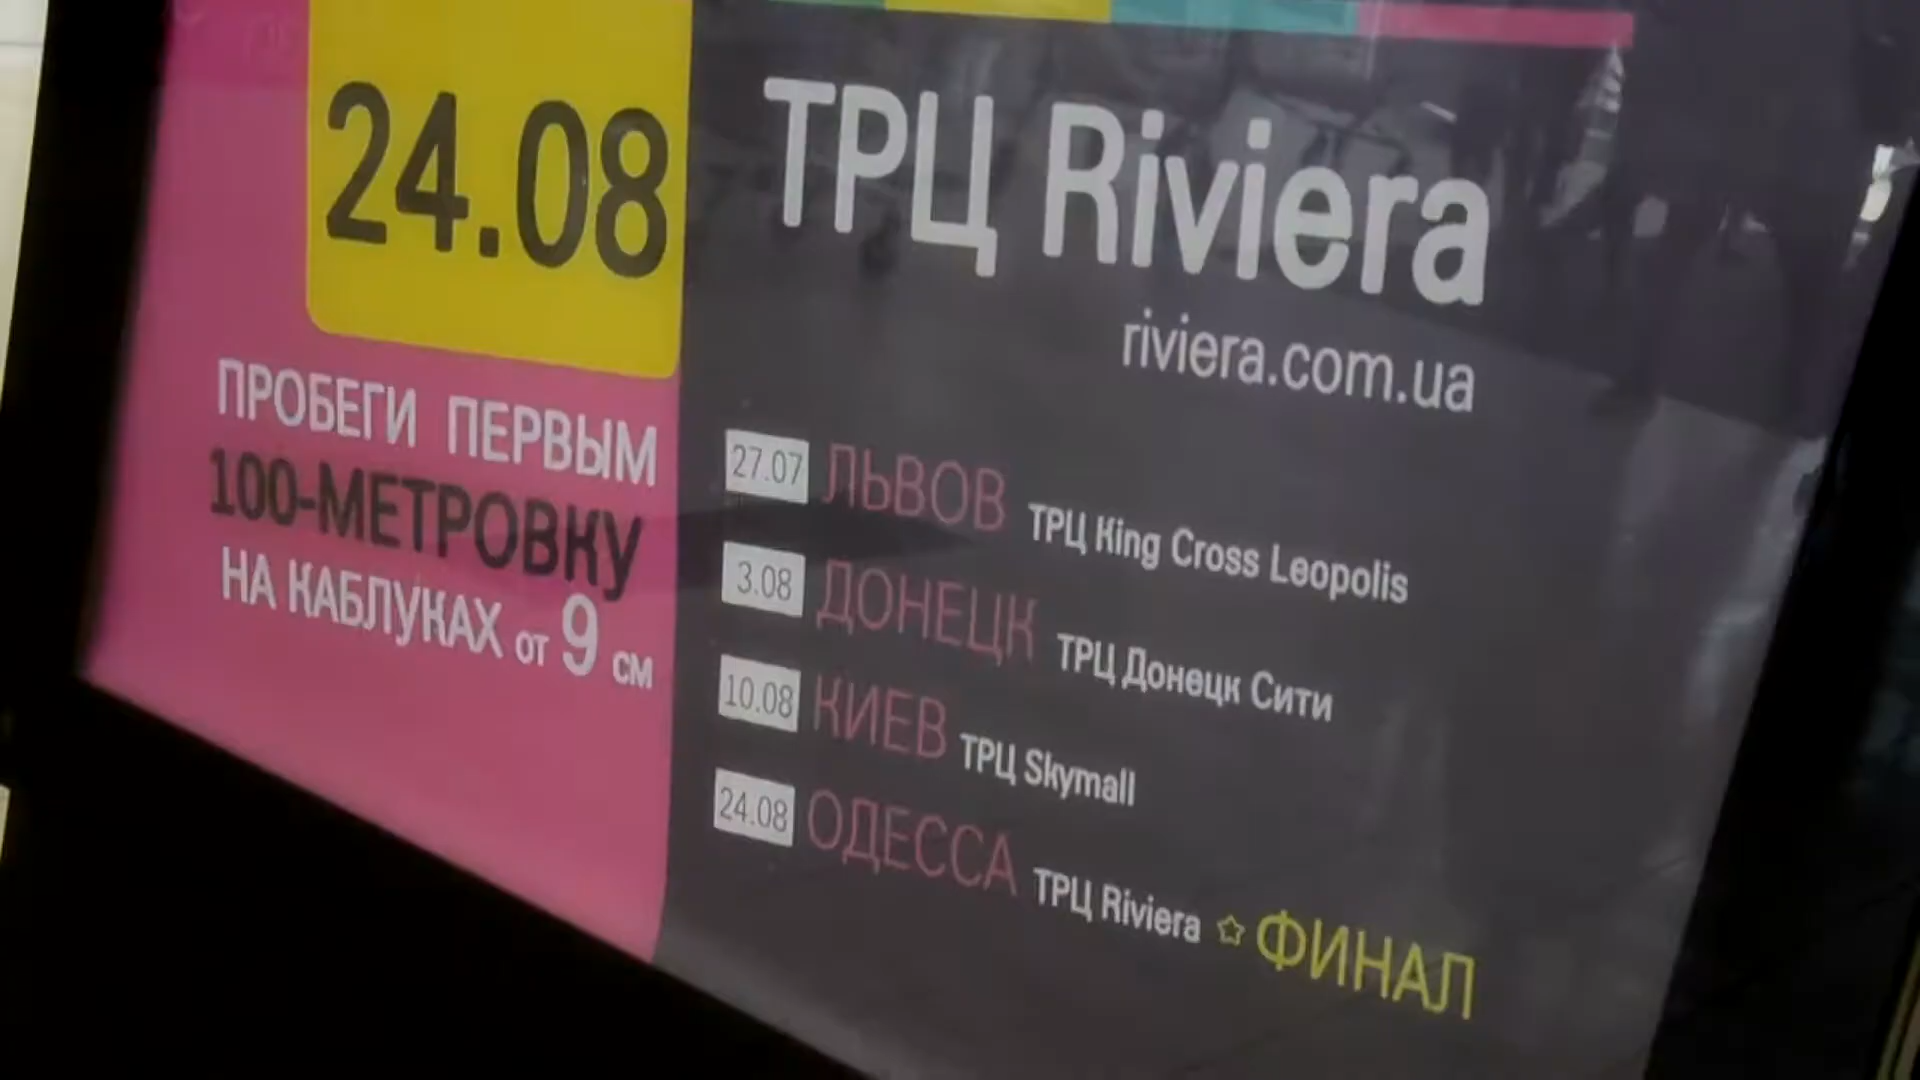 24.08
ПРОБЕГИ ПЕРВЫМ
100-МЕТРОВКУ
НА КАБЛУКАХ от 9 см
ТРЦ Riviera
riviera.com.ua
27.07 ЛЬВОВ ТРЦ King Cross Leopolis
3.08 ДОНЕЦК ТРЦ Донецк Сити
10.08 КИЕВ ТРЦ Skymall
24.08 ОДЕССА ТРЦ Riviera ☆ ФИНАЛ